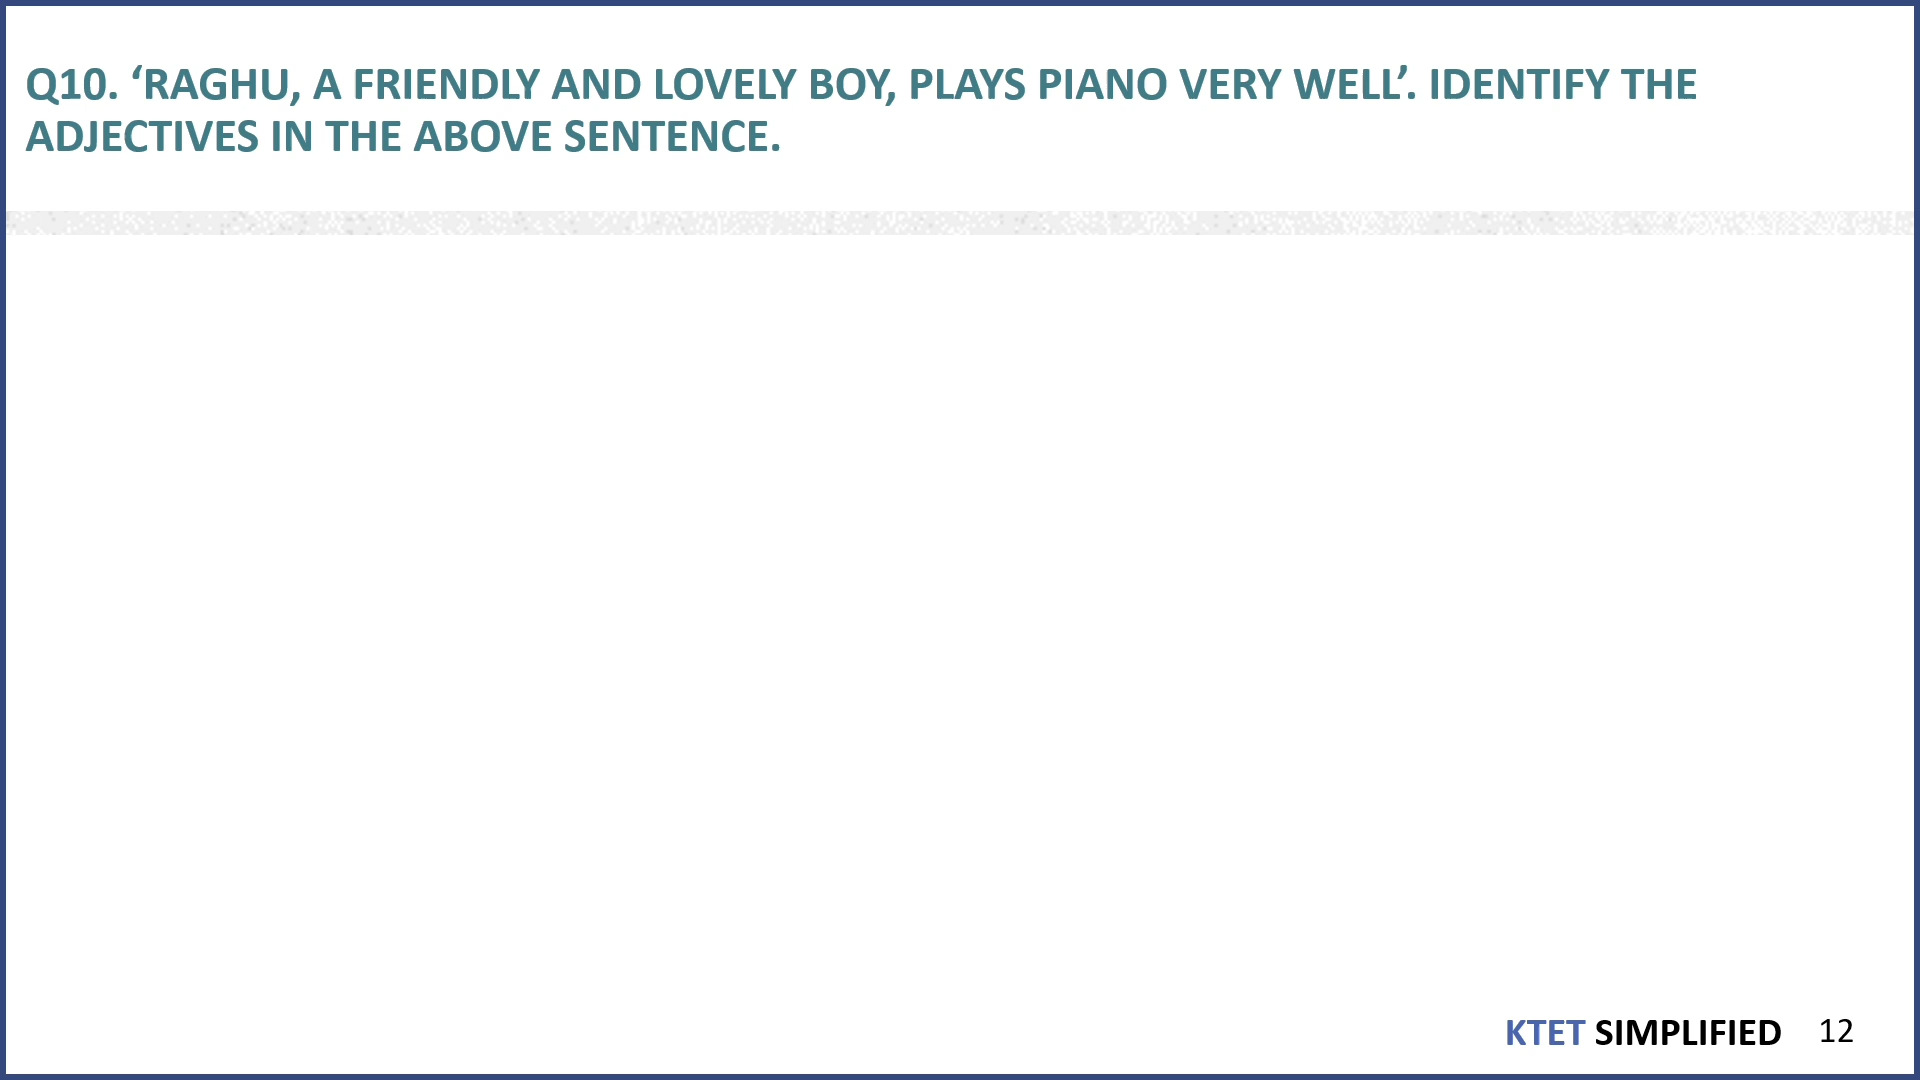 Q10. ‘RAGHU, A FRIENDLY AND LOVELY BOY, PLAYS PIANO VERY WELL’. IDENTIFY THE
ADJECTIVES IN THE ABOVE SENTENCE.
KTET SIMPLIFIED 12